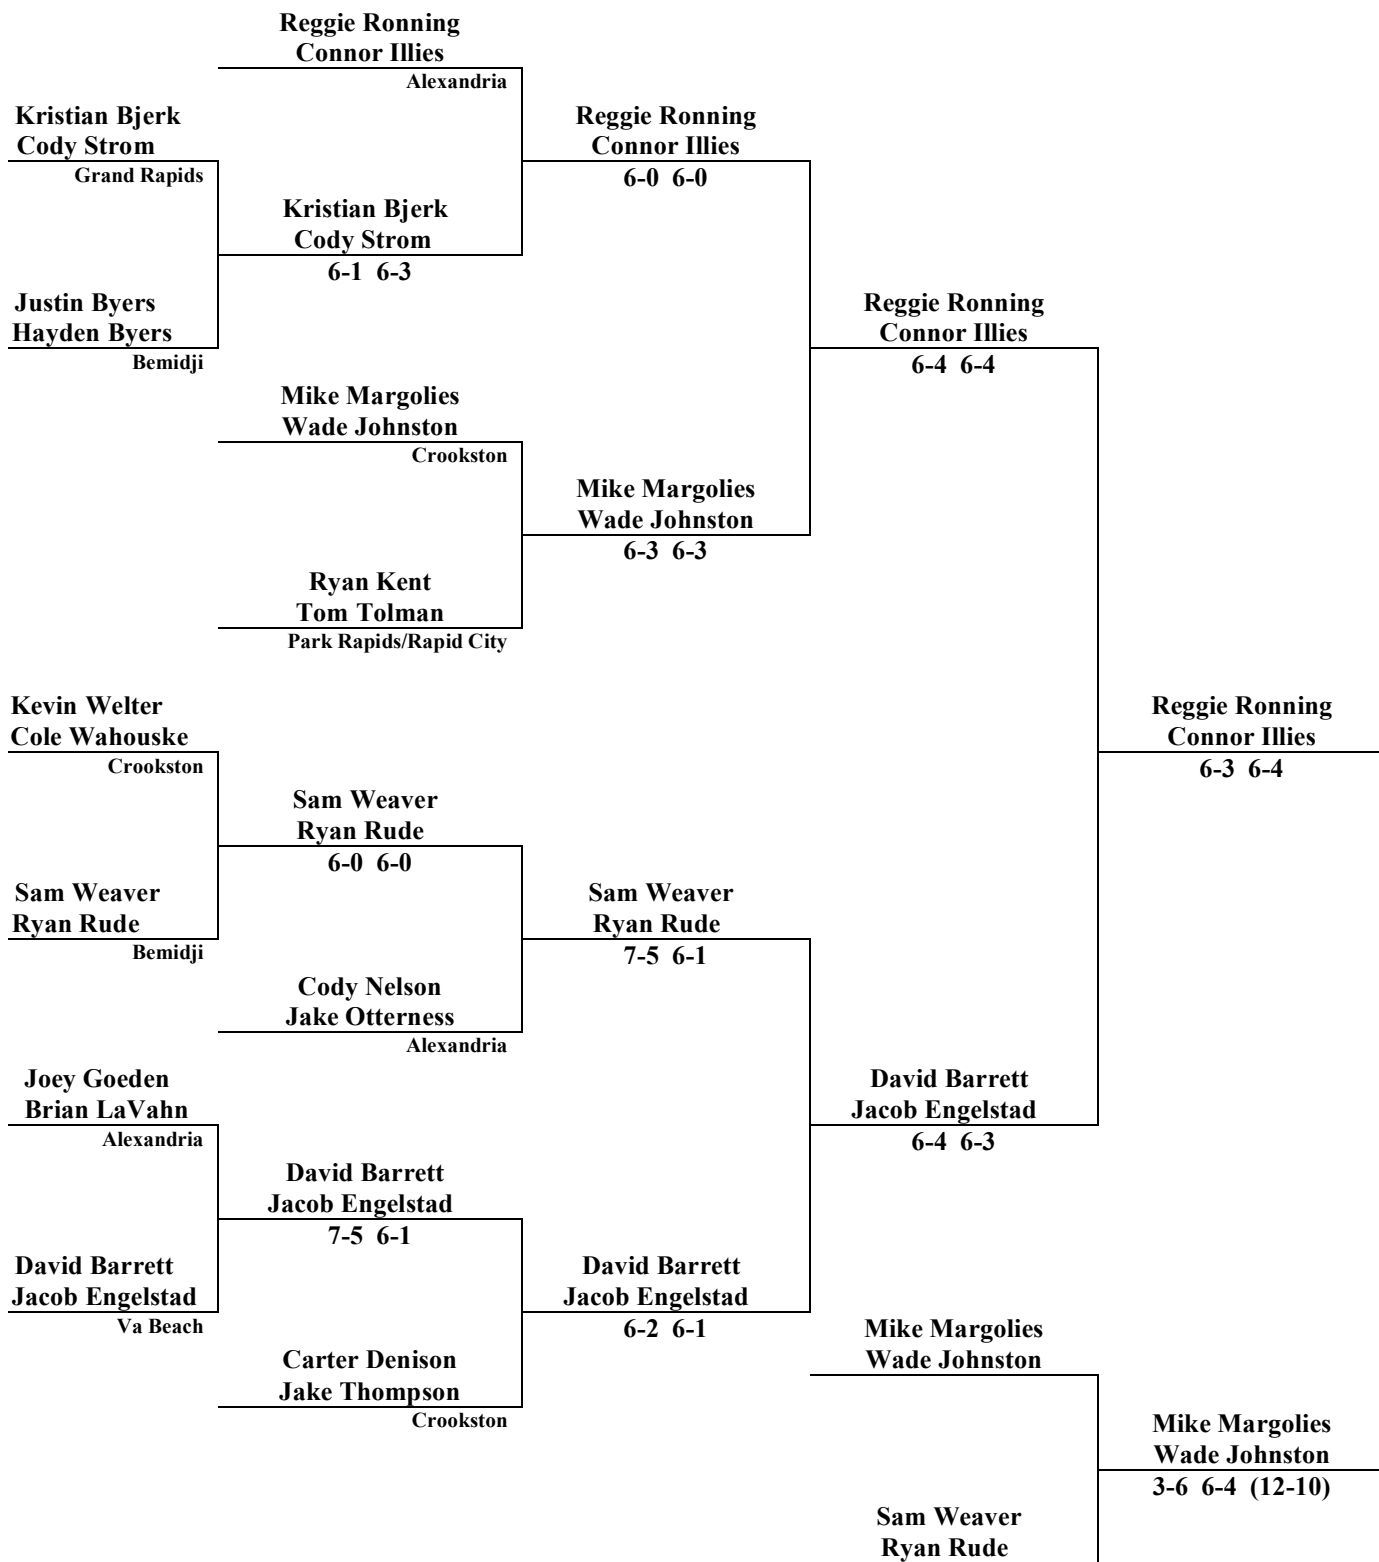 Reggie Ronning
Connor Illies
Alexandria
Kristian Bjerk
Cody Strom
Grand Rapids
Reggie Ronning
Connor Illies
6-0 6-0
Kristian Bjerk
Cody Strom
6-1 6-3
Justin Byers
Hayden Byers
Bemidji
Reggie Ronning
Connor Illies
6-4 6-4
Mike Margolies
Wade Johnston
Crookston
Mike Margolies
Wade Johnston
6-3 6-3
Ryan Kent
Tom Tolman
Park Rapids/Rapid City
Kevin Welter
Cole Wahouske
Crookston
Reggie Ronning
Connor Illies
6-3 6-4
Sam Weaver
Ryan Rude
6-0 6-0
Sam Weaver
Ryan Rude
Bemidji
Sam Weaver
Ryan Rude
7-5 6-1
Cody Nelson
Jake Otterness
Alexandria
Joey Goeden
Brian LaVahn
Alexandria
David Barrett
Jacob Engelstad
6-4 6-3
David Barrett
Jacob Engelstad
7-5 6-1
David Barrett
Jacob Engelstad
Va Beach
David Barrett
Jacob Engelstad
6-2 6-1
Carter Denison
Jake Thompson
Crookston
Mike Margolies
Wade Johnston
Mike Margolies
Wade Johnston
3-6 6-4 (12-10)
Sam Weaver
Ryan Rude